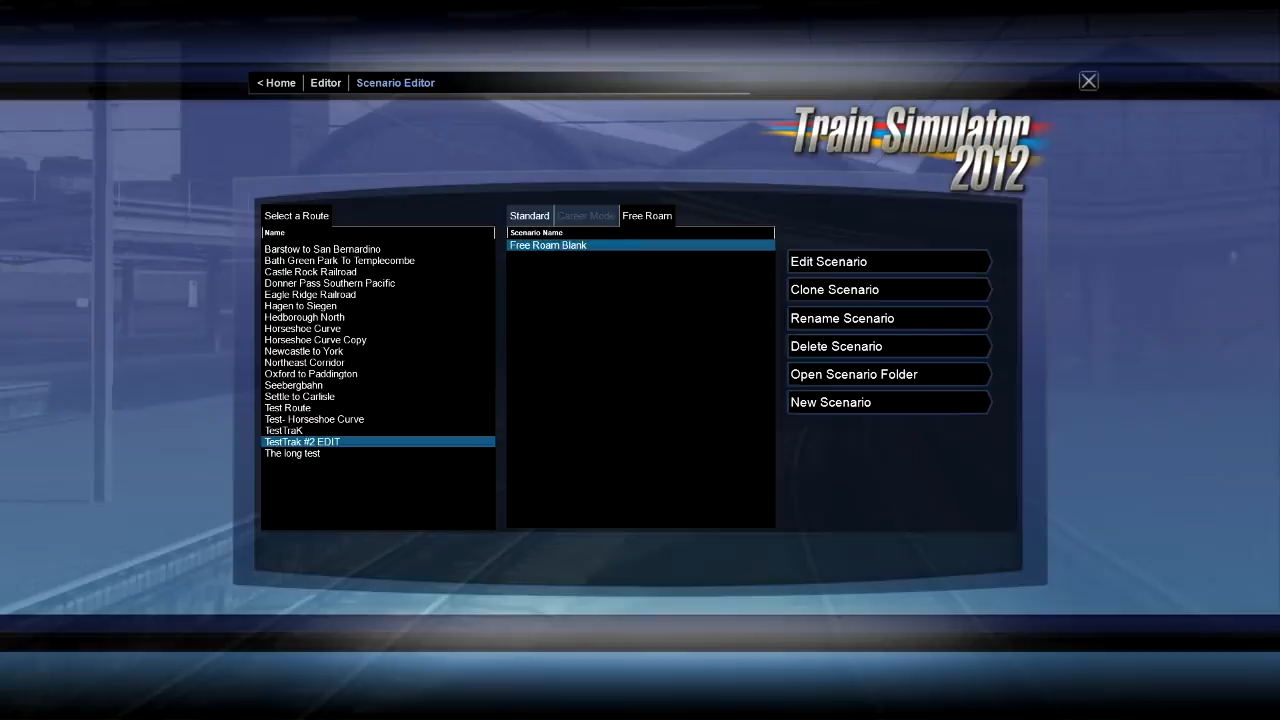 < Home
Editor
Scenario Editor
Train Simulator
2012
Select a Route
Name
Barstow to San Bernardino
Bath Green Park To Templecombe
Castle Rock Railroad
Donner Pass Southern Pacific
Eagle Ridge Railroad
Hagen to Siegen
Hedborough North
Horseshoe Curve
Horseshoe Curve Copy
Newcastle to York
Northeast Corridor
Oxford to Paddington
Seebergbahn
Settle to Carlisle
Test Route
Test- Horseshoe Curve
TestTraK
TestTrak #2 EDIT
The long test
Standard
Career Mode
Free Roam
Scenario Name
Free Roam Blank
Edit Scenario
Clone Scenario
Rename Scenario
Delete Scenario
Open Scenario Folder
New Scenario